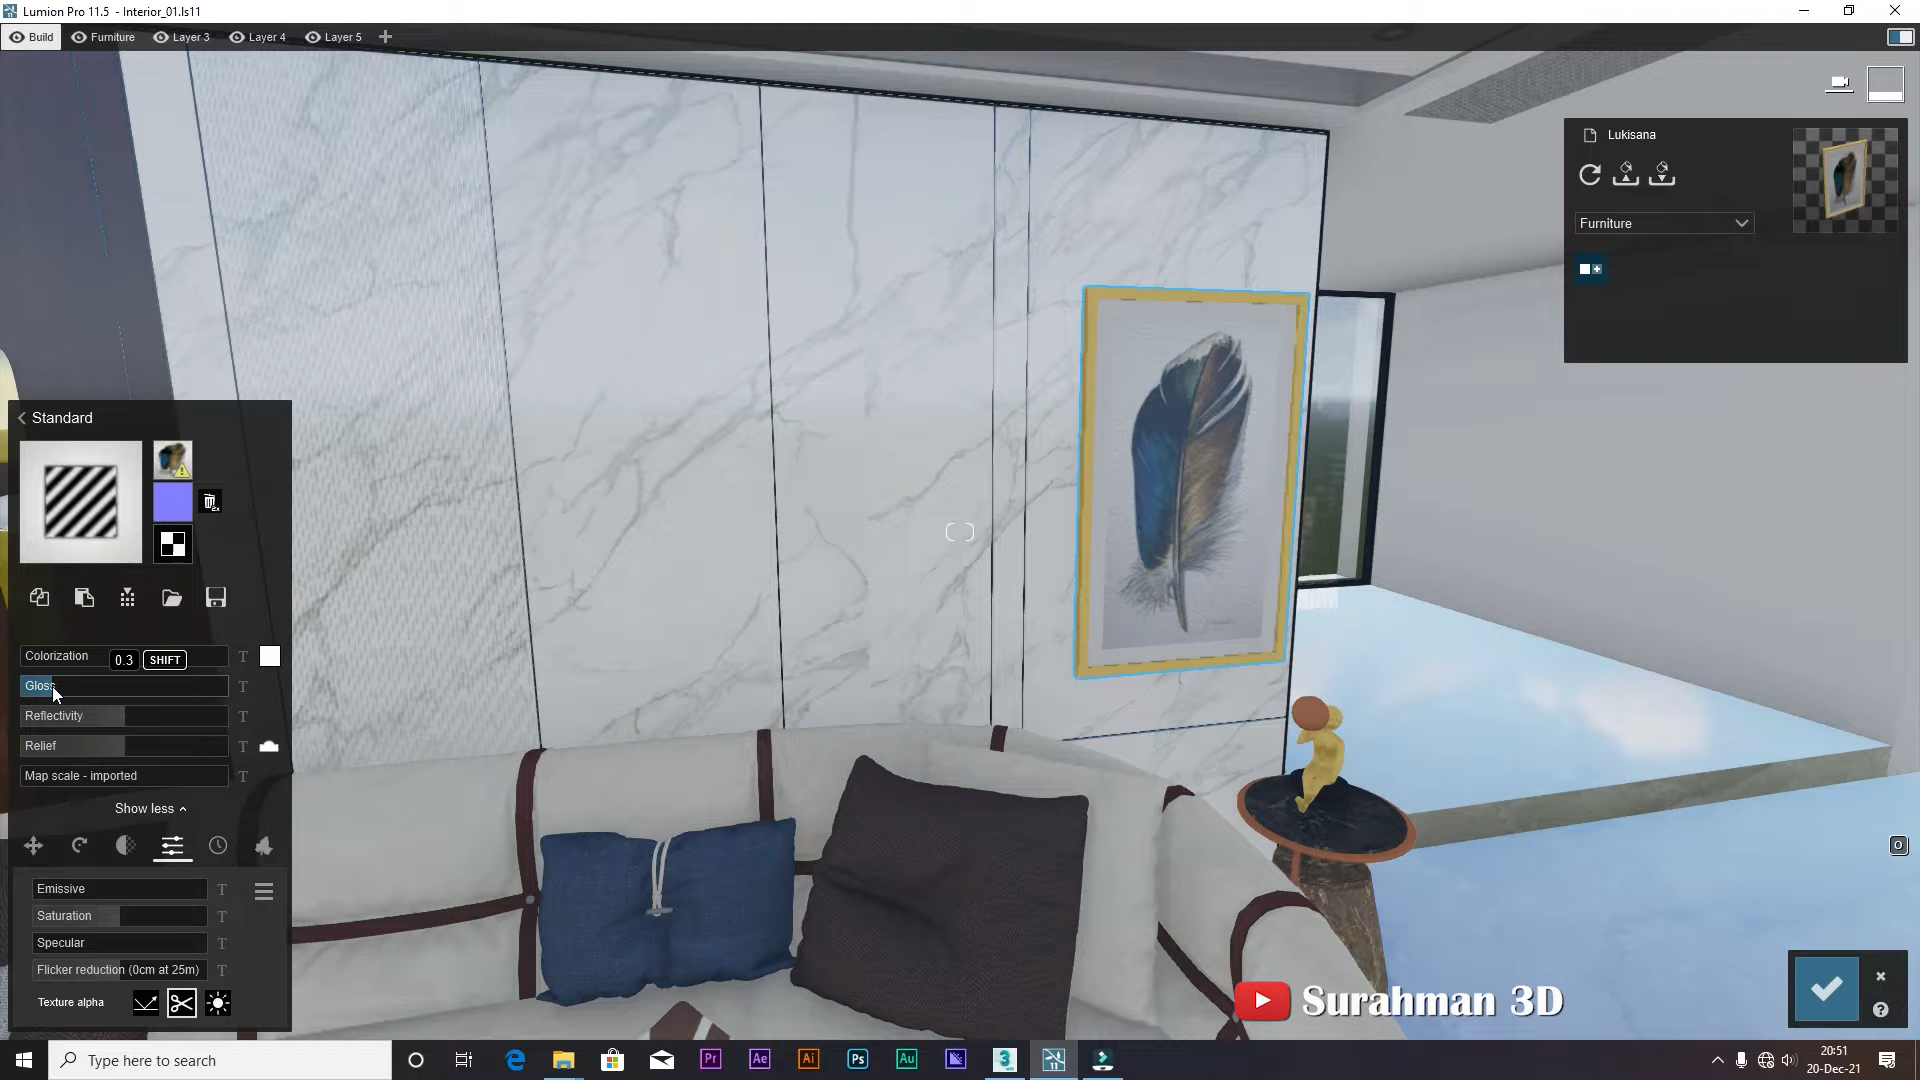 Lumion Pro 11.5 - Interior_01.ls11
Build
Furniture
Layer 3
Layer 4
Layer 5
Lukisana
Furniture
Standard
Colorization
0.3
SHIFT
T
Gloss
T
Reflectivity
T
Relief
T
Map scale - imported
T
Show less
Emissive
T
Saturation
T
Specular
T
Flicker reduction (0cm at 25m)
T
Texture alpha
O
Surahman 3D
Type here to search
Pr
Ae
Ai
Ps
Au
3
11
20:51
20-Dec-21